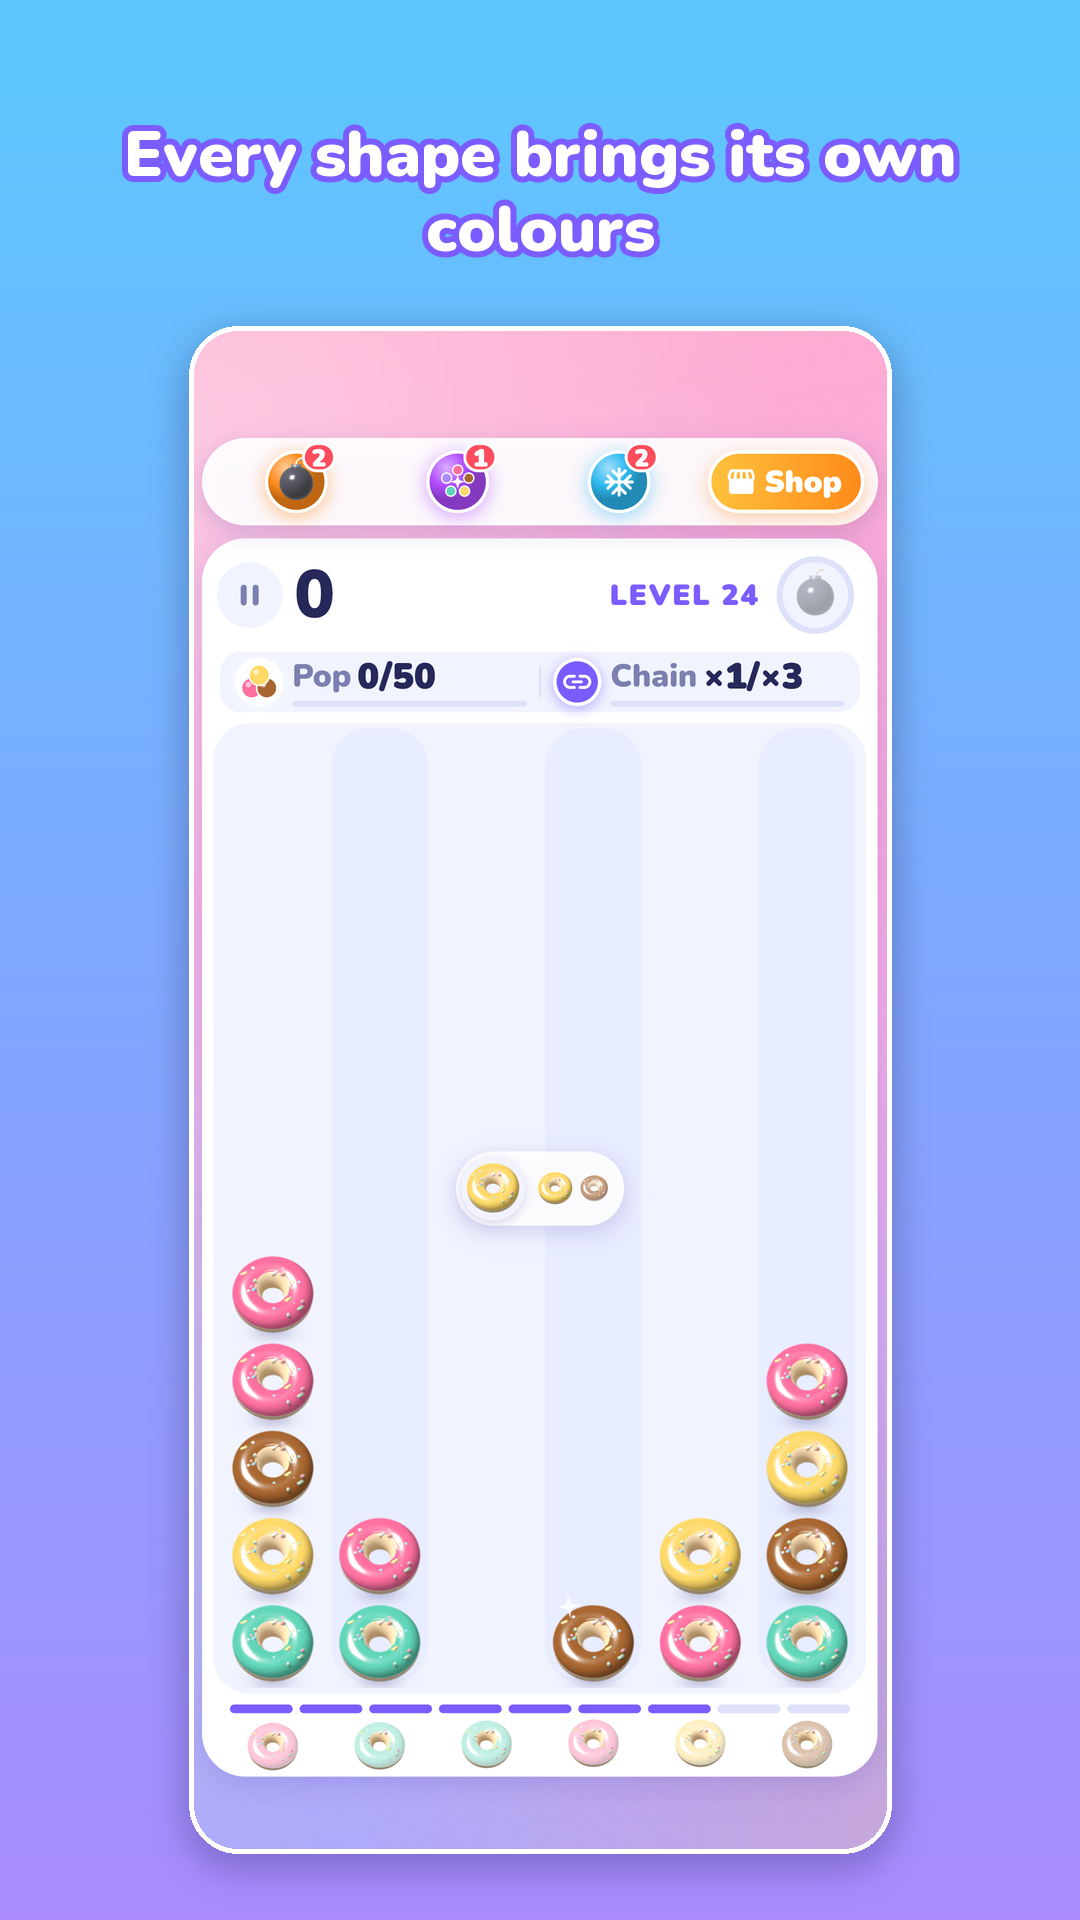 Every shape brings its own
colours
2
1
2
Shop
0
LEVEL 24
Pop 0/50
Chain ×1/×3